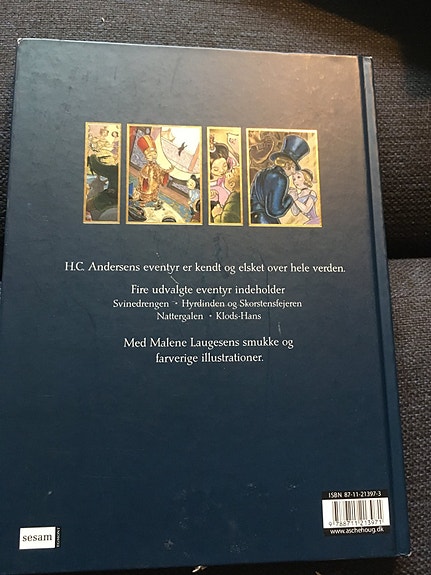 H.C. Andersens eventyr er kendt og elsket over hele verden.
Fire udvalgte eventyr indeholder
Svinedrengen • Hyrdinden og Skorstensfejeren
Nattergalen • Klods-Hans
Med Malene Laugesens smukke og
farverige illustrationer.
ISBN 87-11-21397-3
9788711213971
www.aschehoug.dk
sesam